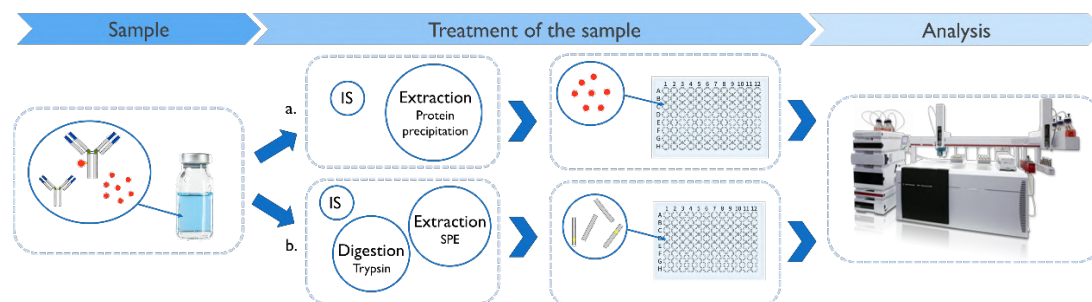 Sample
Treatment of the sample
Analysis
a.
IS
Extraction
Protein
precipitation
1 2 3 4 5 6 7 8 9 10 11 12
A
B
C
D
E
F
G
H
b.
IS
Digestion
Trypsin
Extraction
SPE
1 2 3 4 5 6 7 8 9 10 11 12
A
B
C
D
E
F
G
H